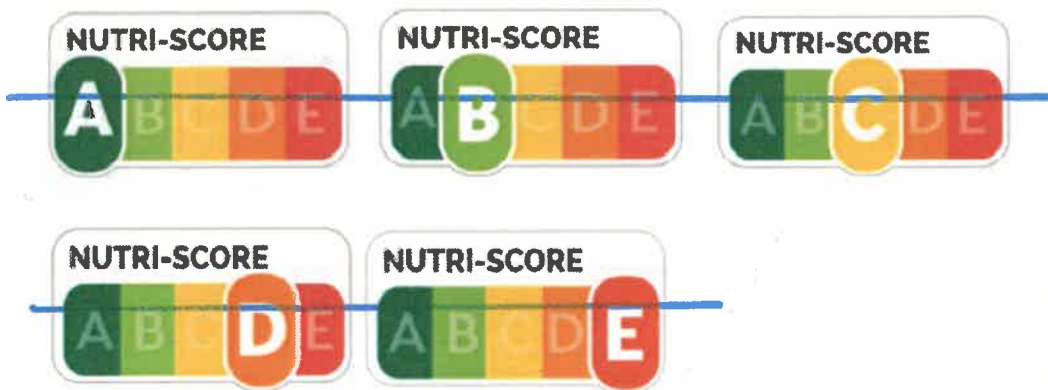 NUTRI-SCORE NUTRI-SCORE NUTRI-SCORE
A B C D E A B C D E A B C D E
NUTRI-SCORE NUTRI-SCORE
A B C D E A B C D E